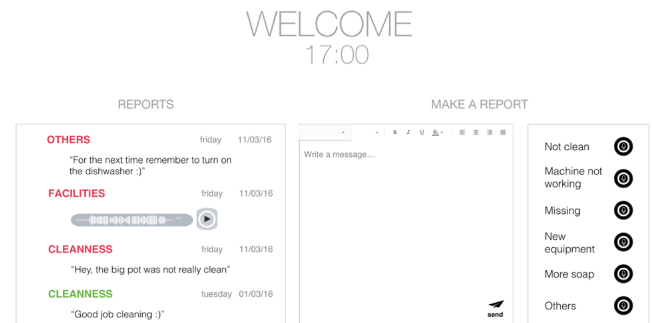 WELCOME
17:00
REPORTS
OTHERS friday 11/03/16
“For the next time remember to turn on
the dishwasher :)”
FACILITIES friday 11/03/16
CLEANNESS friday 11/03/16
“Hey, the big pot was not really clean”
CLEANNESS tuesday 01/03/16
“Good job cleaning :)”
MAKE A REPORT
B I U A
Write a message...
send
Not clean
Machine not
working
Missing
New
equipment
More soap
Others